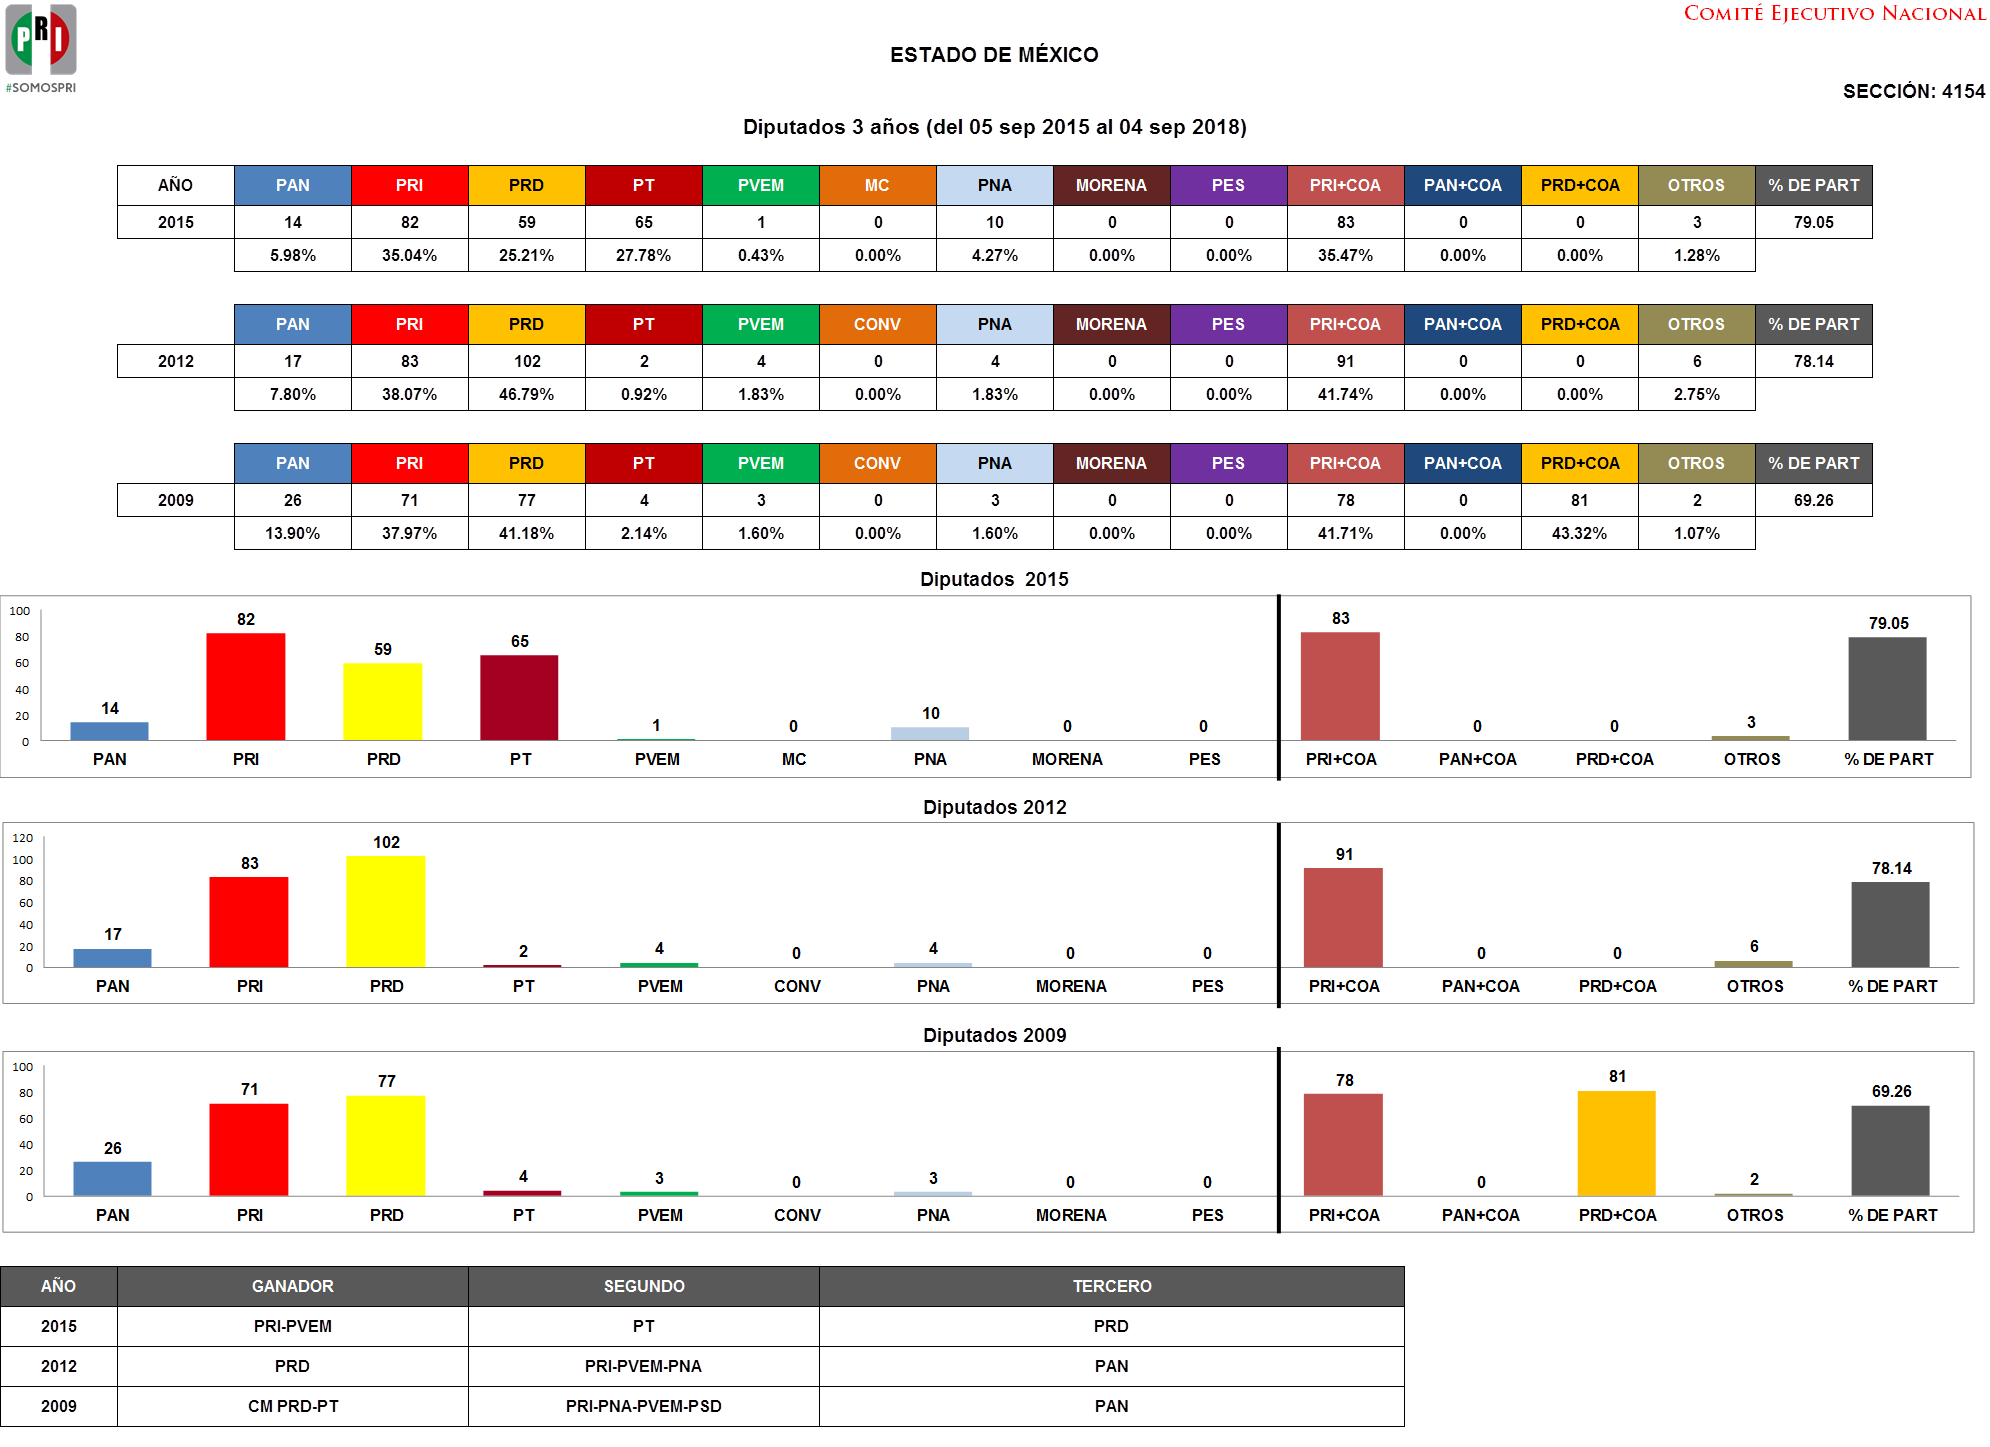 PRI
#SOMOSPRI
COMITÉ EJECUTIVO NACIONAL
ESTADO DE MÉXICO
SECCIÓN: 4154
Diputados 3 años (del 05 sep 2015 al 04 sep 2018)
AÑO PAN PRI PRD PT PVEM MC PNA MORENA PES PRI+COA PAN+COA PRD+COA OTROS % DE PART
2015 14 82 59 65 1 0 10 0 0 83 0 0 3 79.05
5.98% 35.04% 25.21% 27.78% 0.43% 0.00% 4.27% 0.00% 0.00% 35.47% 0.00% 0.00% 1.28%
PAN PRI PRD PT PVEM CONV PNA MORENA PES PRI+COA PAN+COA PRD+COA OTROS % DE PART
2012 17 83 102 2 4 0 4 0 0 91 0 0 6 78.14
7.80% 38.07% 46.79% 0.92% 1.83% 0.00% 1.83% 0.00% 0.00% 41.74% 0.00% 0.00% 2.75%
PAN PRI PRD PT PVEM CONV PNA MORENA PES PRI+COA PAN+COA PRD+COA OTROS % DE PART
2009 26 71 77 4 3 0 3 0 0 78 0 81 2 69.26
13.90% 37.97% 41.18% 2.14% 1.60% 0.00% 1.60% 0.00% 0.00% 41.71% 0.00% 43.32% 1.07%
Diputados 2015
100
80
60
40
20
0
14 82 59 65 1 0 10 0 0 83 0 0 3 79.05
PAN PRI PRD PT PVEM MC PNA MORENA PES PRI+COA PAN+COA PRD+COA OTROS % DE PART
Diputados 2012
120
100
80
60
40
20
0
17 83 102 2 4 0 4 0 0 91 0 0 6 78.14
PAN PRI PRD PT PVEM CONV PNA MORENA PES PRI+COA PAN+COA PRD+COA OTROS % DE PART
Diputados 2009
100
80
60
40
20
0
26 71 77 4 3 0 3 0 0 78 0 81 2 69.26
PAN PRI PRD PT PVEM CONV PNA MORENA PES PRI+COA PAN+COA PRD+COA OTROS % DE PART
AÑO GANADOR SEGUNDO TERCERO
2015 PRI-PVEM PT PRD
2012 PRD PRI-PVEM-PNA PAN
2009 CM PRD-PT PRI-PNA-PVEM-PSD PAN